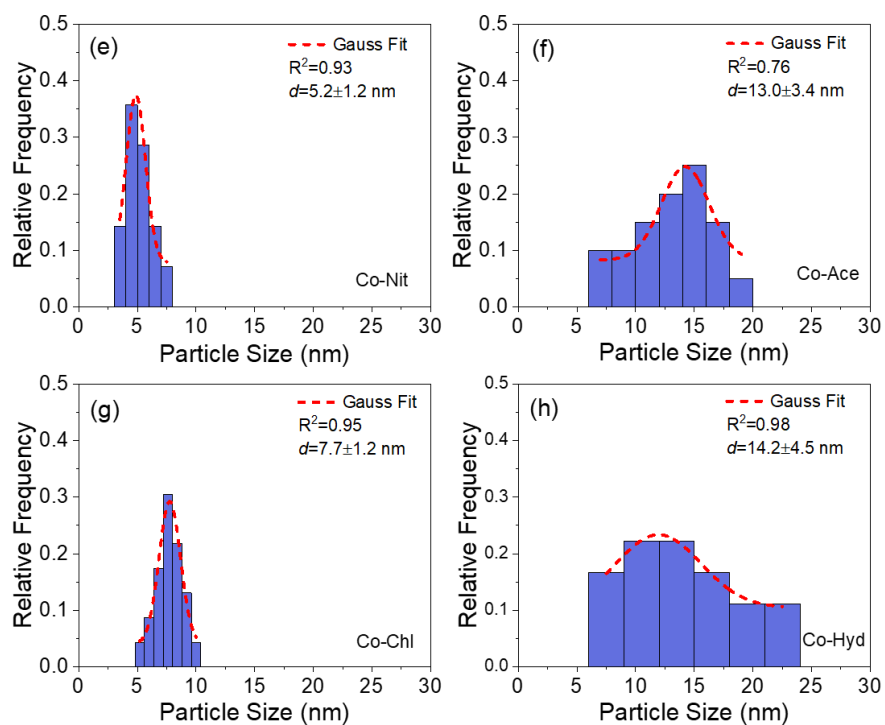 (e)
Gauss Fit
R²=0.93
d=5.2±1.2 nm
Co-Nit
Relative Frequency
0.5
0.4
0.3
0.2
0.1
0.0
0 5 10 15 20 25 30
Particle Size (nm)
(f)
Gauss Fit
R²=0.76
d=13.0±3.4 nm
Co-Ace
Relative Frequency
0.5
0.4
0.3
0.2
0.1
0.0
0 5 10 15 20 25 30
Particle Size (nm)
(g)
Gauss Fit
R²=0.95
d=7.7±1.2 nm
Co-Chl
Relative Frequency
0.5
0.4
0.3
0.2
0.1
0.0
0 5 10 15 20 25 30
Particle Size (nm)
(h)
Gauss Fit
R²=0.98
d=14.2±4.5 nm
Co-Hyd
Relative Frequency
0.5
0.4
0.3
0.2
0.1
0.0
0 5 10 15 20 25 30
Particle Size (nm)